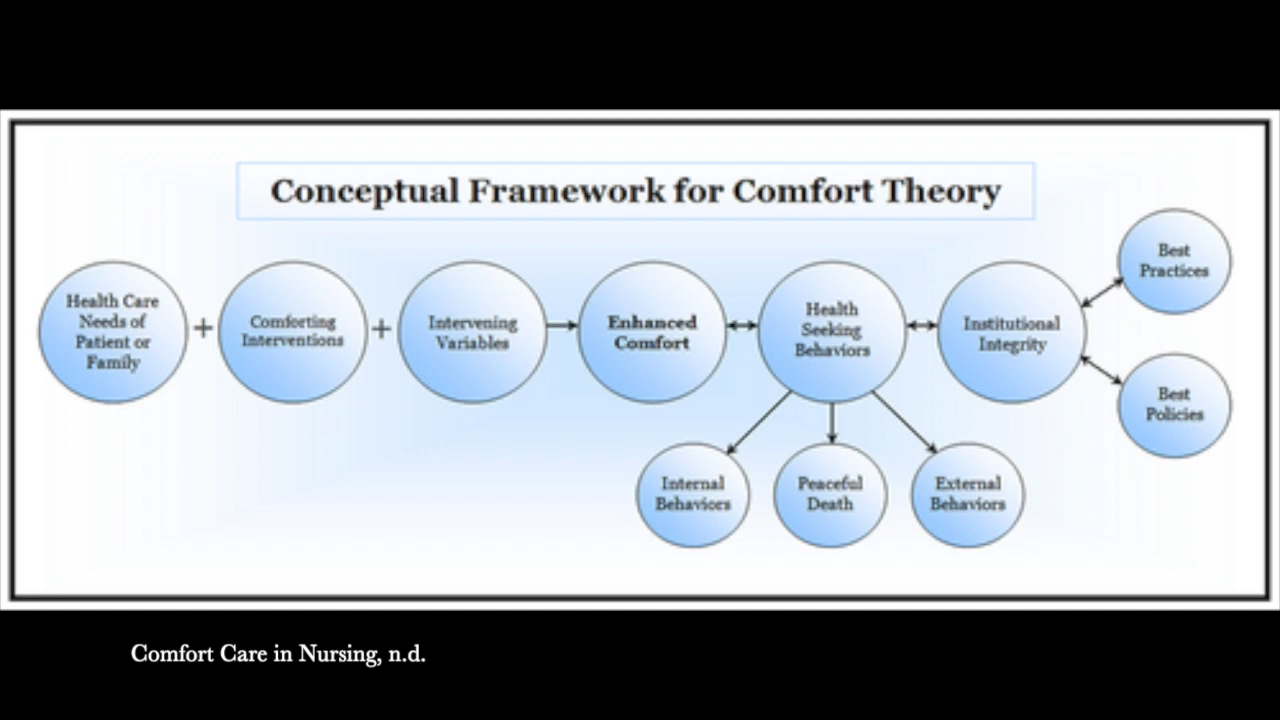 Conceptual Framework for Comfort Theory
Health Care
Needs of
Patient or
Family
+
Comforting
Interventions
+
Intervening
Variables
Enhanced
Comfort
Health
Seeking
Behaviors
Institutional
Integrity
Best
Practices
Best
Policies
Internal
Behaviors
Peaceful
Death
External
Behaviors
Comfort Care in Nursing, n.d.